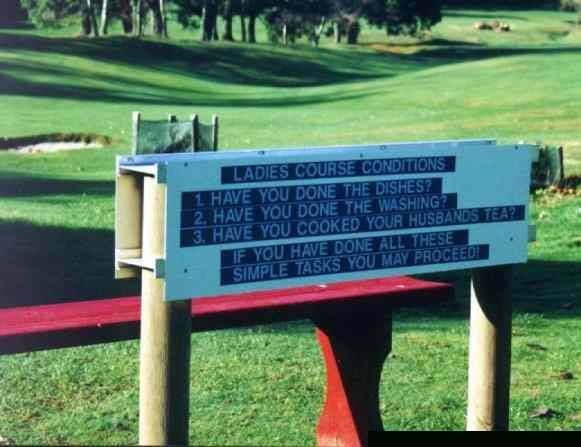 LADIES COURSE CONDITIONS
1. HAVE YOU DONE THE DISHES?
2. HAVE YOU DONE THE WASHING?
3. HAVE YOU COOKED YOUR HUSBANDS TEA?
IF YOU HAVE DONE ALL THESE
SIMPLE TASKS YOU MAY PROCEED!